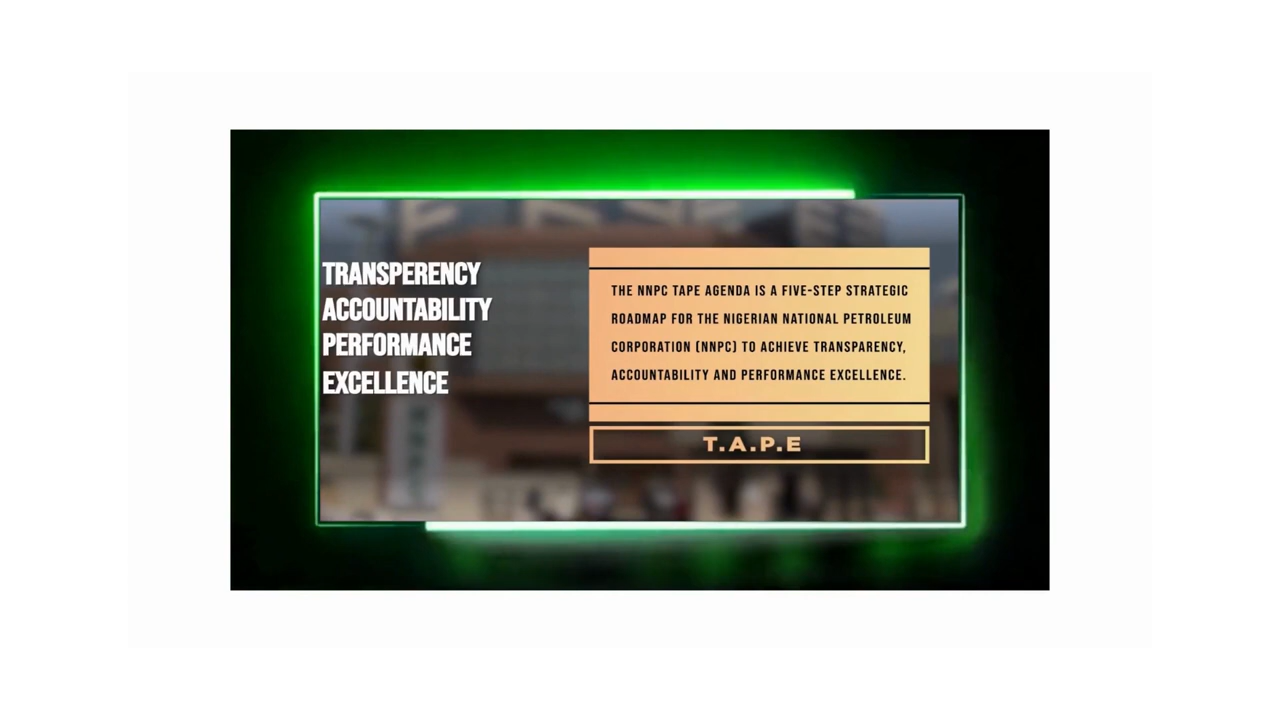 TRANSPERENCY
ACCOUNTABILITY
PERFORMANCE
EXCELLENCE
THE NNPC TAPE AGENDA IS A FIVE-STEP STRATEGIC
ROADMAP FOR THE NIGERIAN NATIONAL PETROLEUM
CORPORATION (NNPC) TO ACHIEVE TRANSPARENCY,
ACCOUNTABILITY AND PERFORMANCE EXCELLENCE.
T.A.P.E